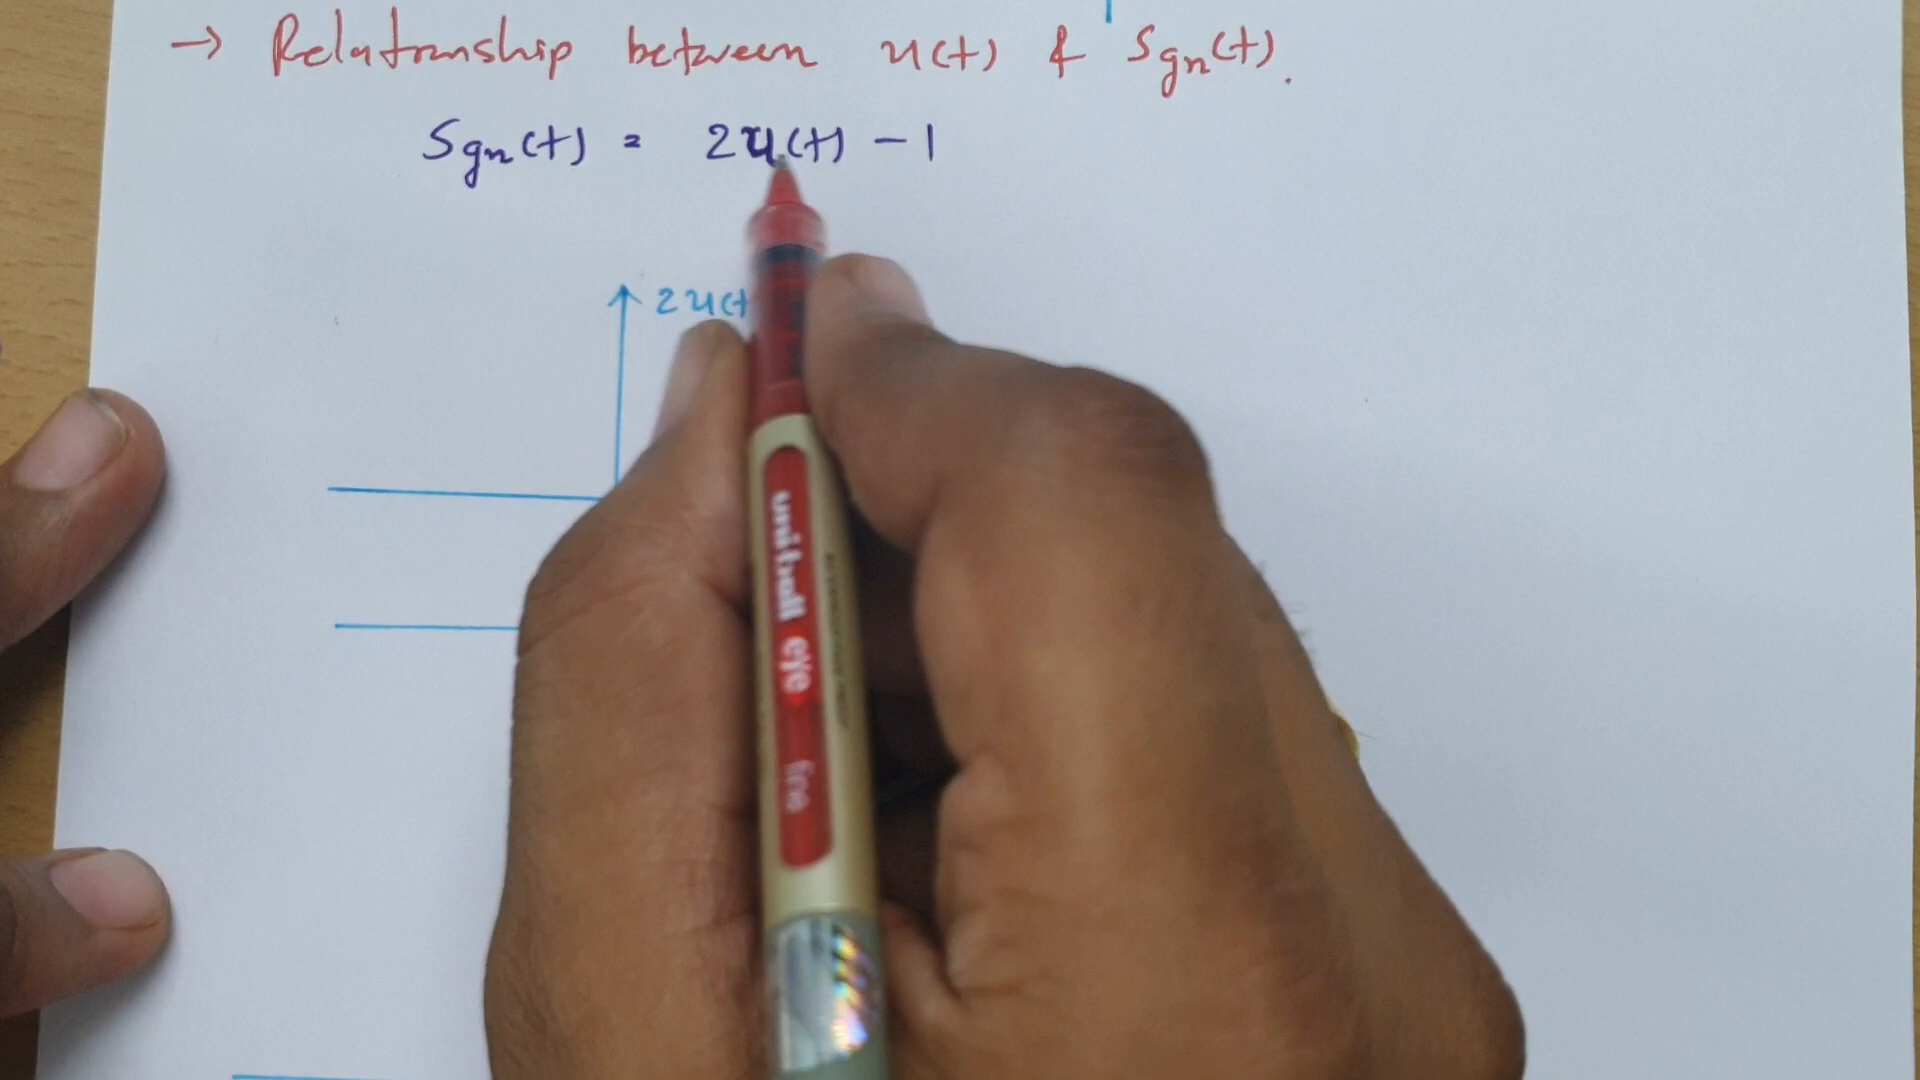 → Relationship between u(t) & Sgn(t).
Sgn(t) = 2u(t) - 1
2u(t
uniball eye
fine